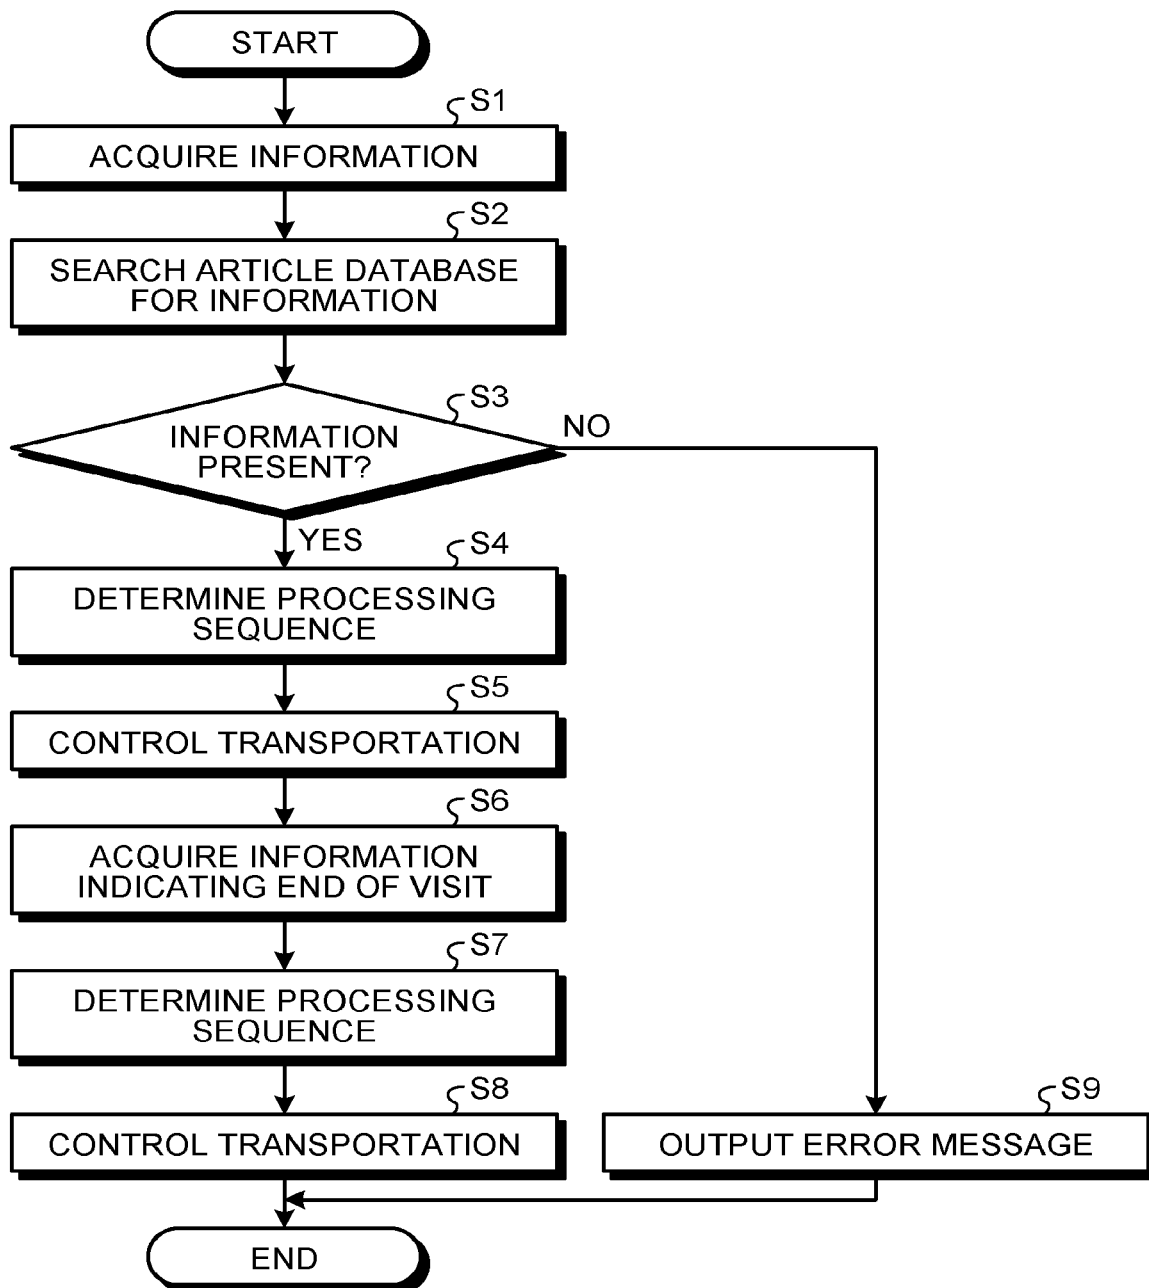 START
S1
ACQUIRE INFORMATION
S2
SEARCH ARTICLE DATABASE
FOR INFORMATION
S3
INFORMATION
PRESENT?
NO
YES
S4
DETERMINE PROCESSING
SEQUENCE
S5
CONTROL TRANSPORTATION
S6
ACQUIRE INFORMATION
INDICATING END OF VISIT
S7
DETERMINE PROCESSING
SEQUENCE
S8
CONTROL TRANSPORTATION
S9
OUTPUT ERROR MESSAGE
END